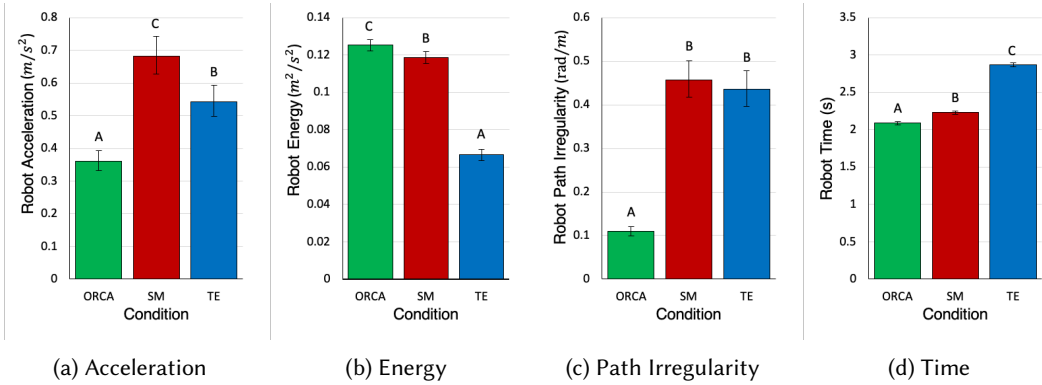 Robot Acceleration (m/s²)
0.8
0.7
0.6
0.5
0.4
0.3
0.2
0.1
0
A
C
B
ORCA SM TE
Condition
(a) Acceleration
Robot Energy (m²/s²)
0.14
0.12
0.1
0.08
0.06
0.04
0.02
0
C
B
A
ORCA SM TE
Condition
(b) Energy
Robot Path Irregularity (rad/m)
0.6
0.5
0.4
0.3
0.2
0.1
0
A
B
B
ORCA SM TE
Condition
(c) Path Irregularity
Robot Time (s)
3.5
3
2.5
2
1.5
1
0.5
0
A
B
C
ORCA SM TE
Condition
(d) Time